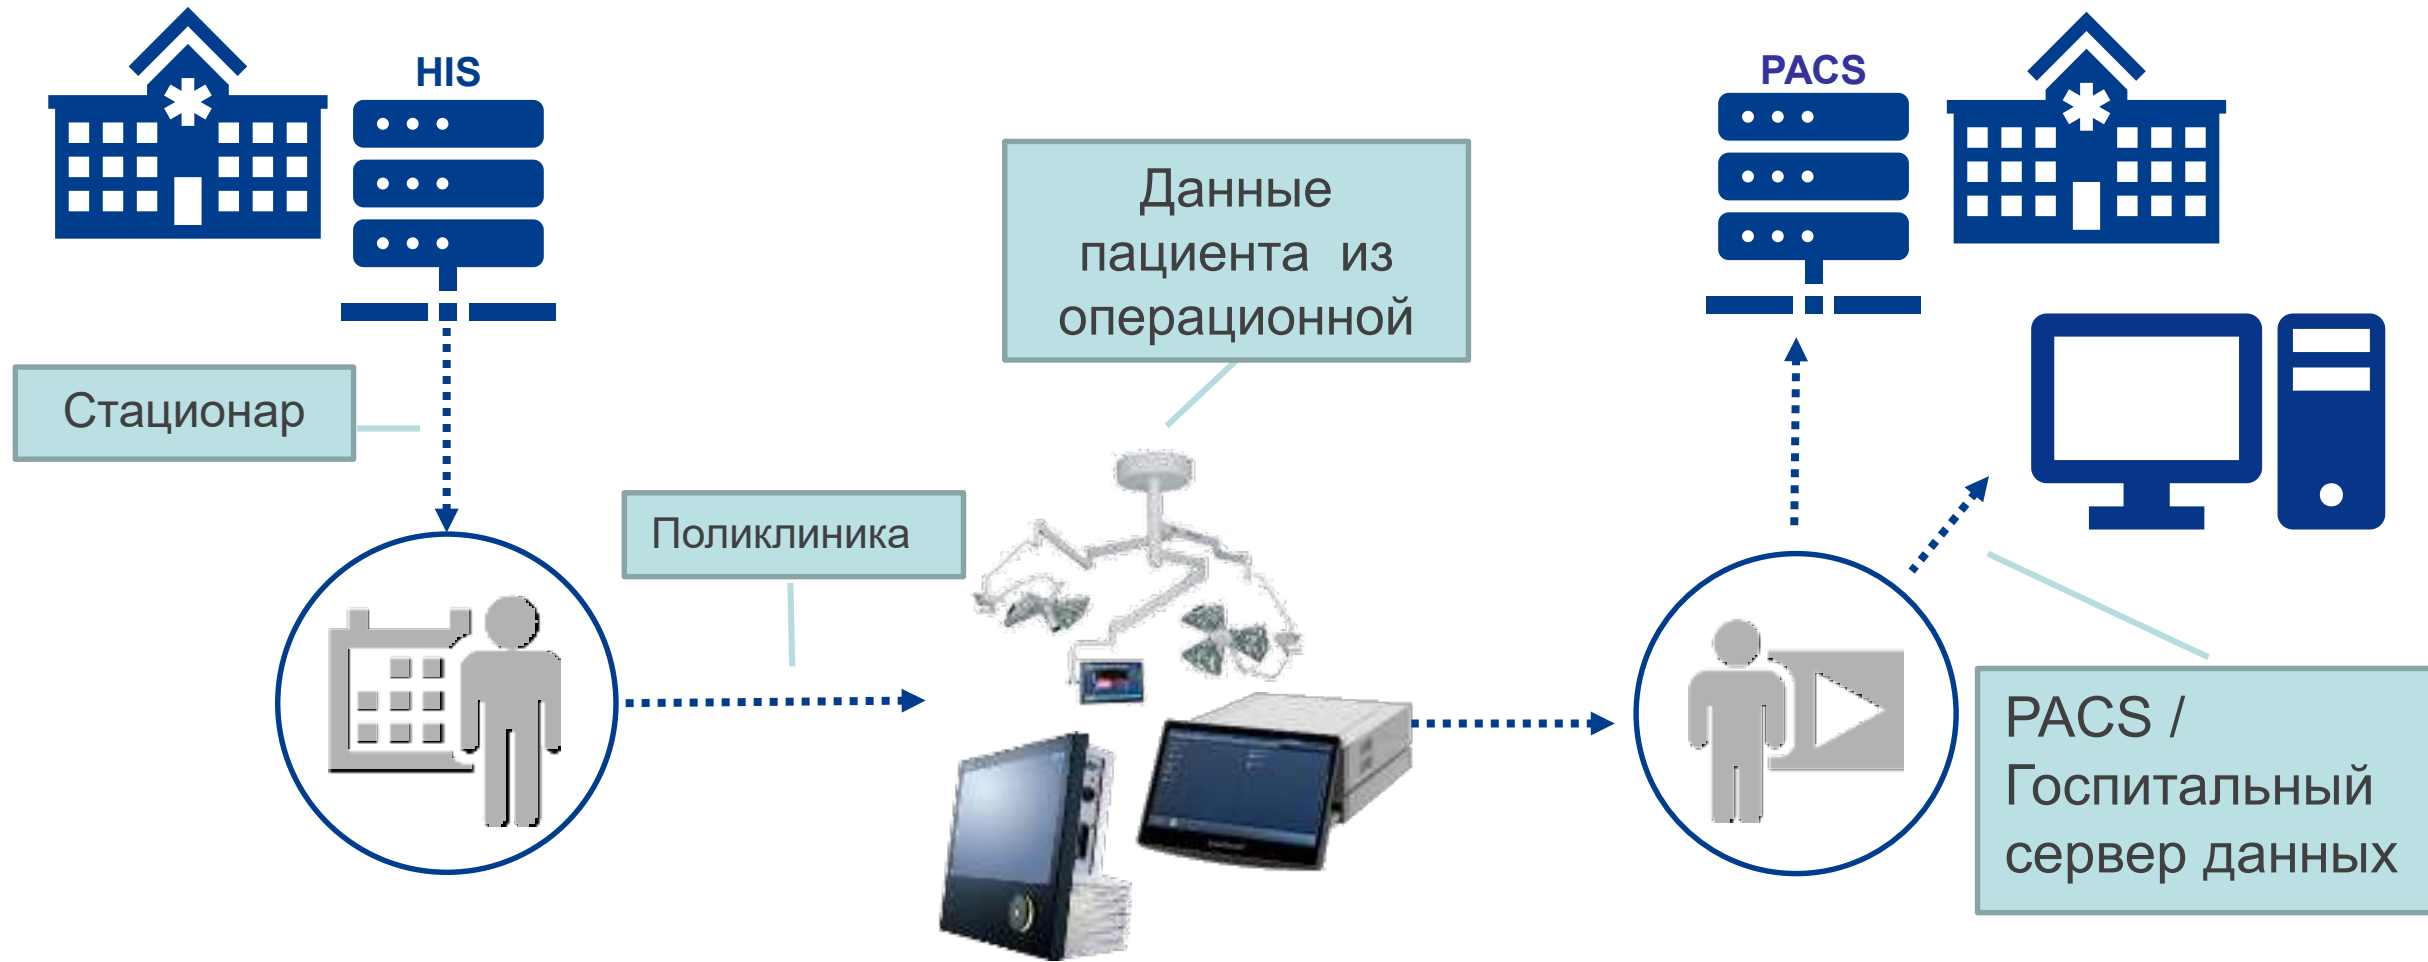 HIS
PACS
Данные
пациента из
операционной
Стационар
Поликлиника
PACS /
Госпитальный
сервер данных